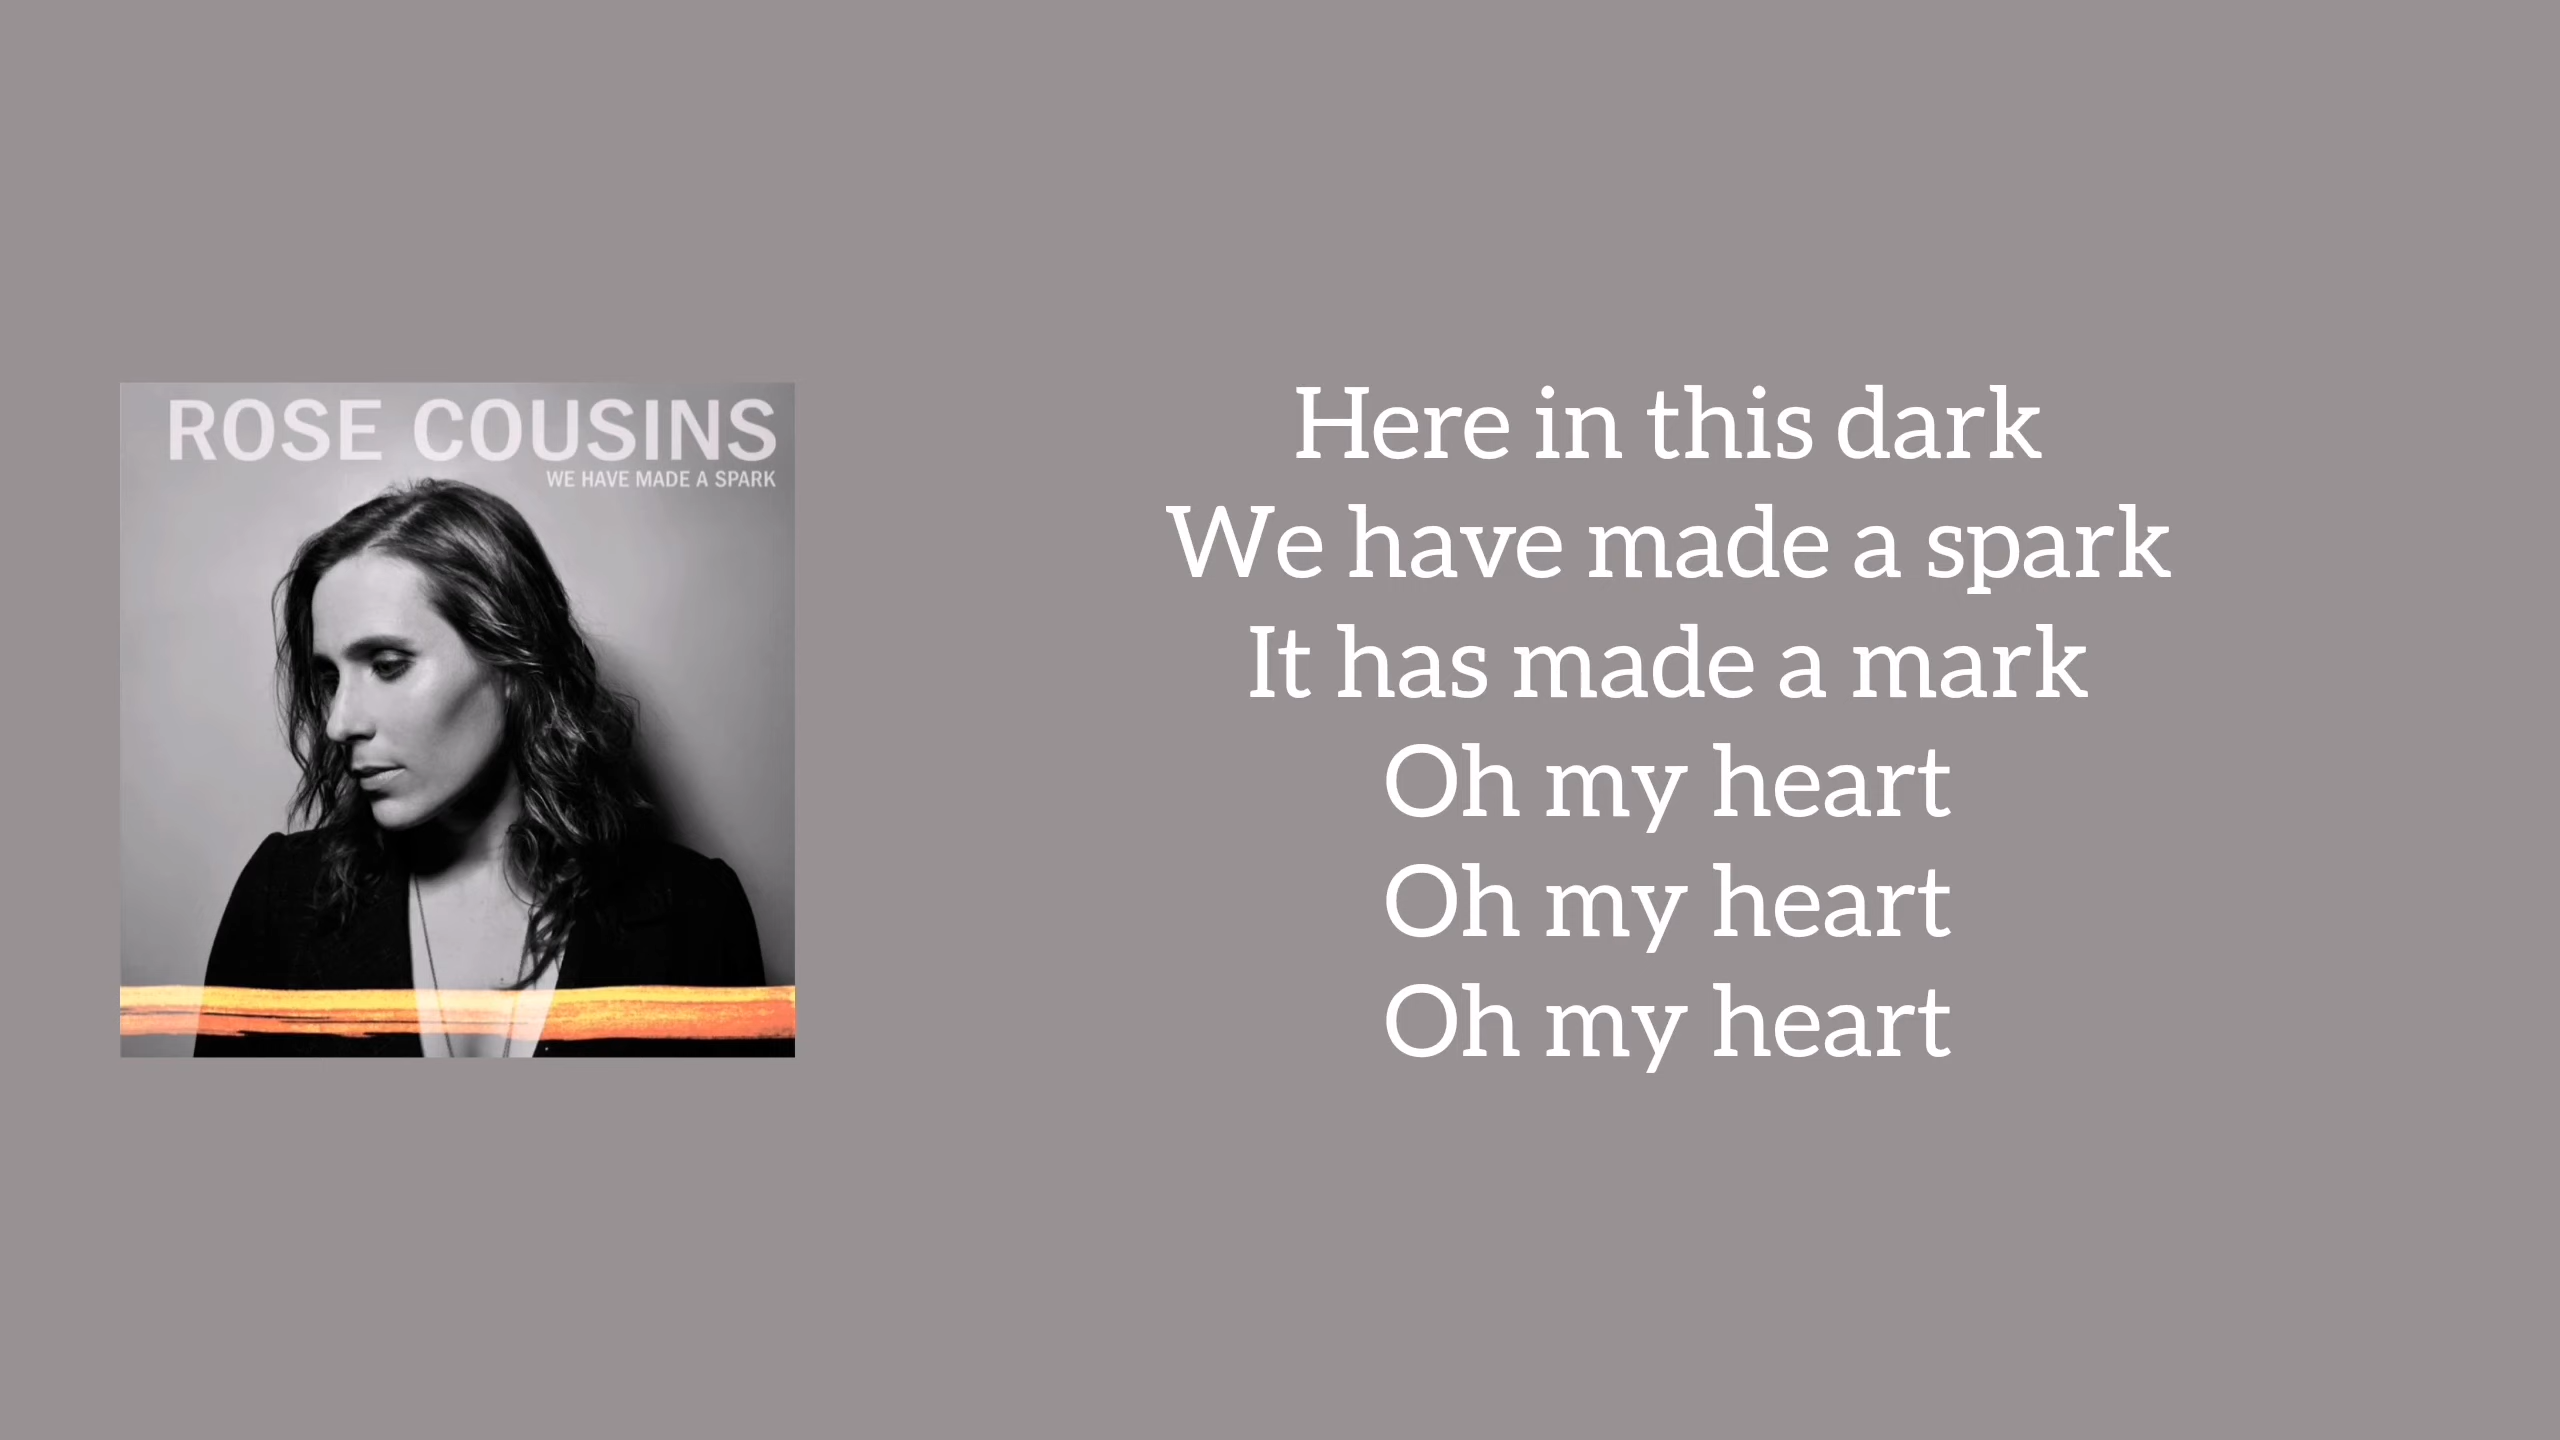 ROSE COUSINS
WE HAVE MADE A SPARK
Here in this dark
We have made a spark
It has made a mark
Oh my heart
Oh my heart
Oh my heart